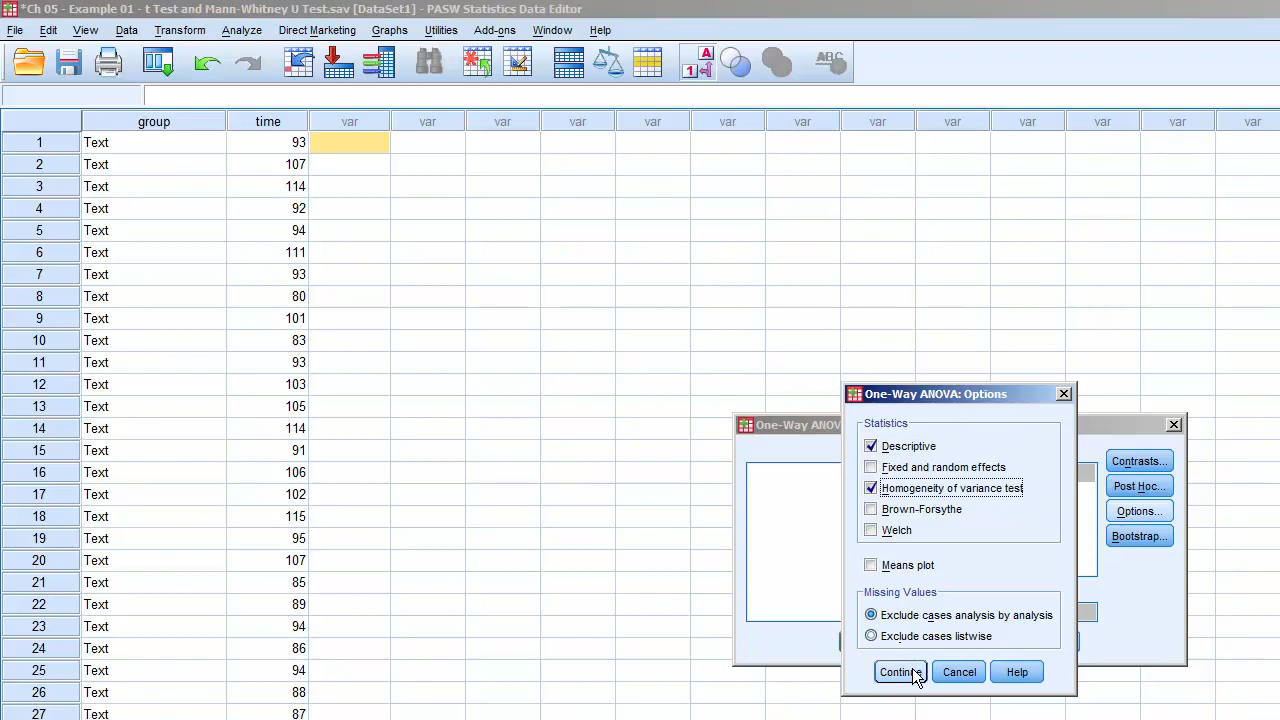 *Ch 05 - Example 01 - t Test and Mann-Whitney U Test.sav [DataSet1] - PASW Statistics Data Editor
File Edit View Data Transform Analyze Direct Marketing Graphs Utilities Add-ons Window Help
A
1
ABC
group time var var var var var var var var var var var var var
1 Text 93
2 Text 107
3 Text 114
4 Text 92
5 Text 94
6 Text 111
7 Text 93
8 Text 80
9 Text 101
10 Text 83
11 Text 93
12 Text 103
13 Text 105
14 Text 114
15 Text 91
16 Text 106
17 Text 102
18 Text 115
19 Text 95
20 Text 107
21 Text 85
22 Text 89
23 Text 94
24 Text 86
25 Text 94
26 Text 88
27 Text 87
One-Way ANOV
Contrasts...
Post Hoc...
Options...
Bootstrap...
One-Way ANOVA: Options
Statistics
Descriptive
Fixed and random effects
Homogeneity of variance test
Brown-Forsythe
Welch
Means plot
Missing Values
Exclude cases analysis by analysis
Exclude cases listwise
Continue Cancel Help